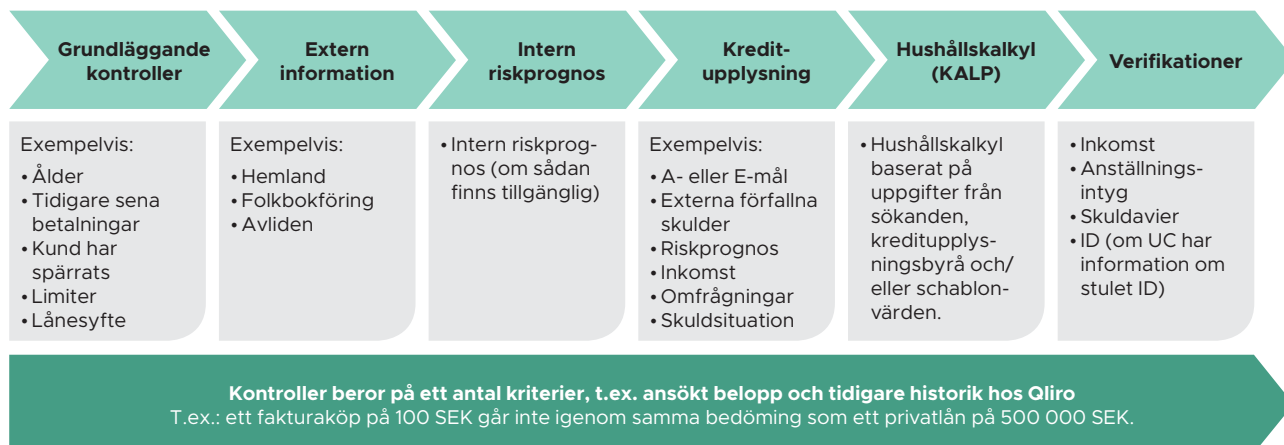 Grundläggande
kontroller
Extern
information
Intern
riskprognos
Kredit-
upplysning
Hushållskalkyl
(KALP)
Verifikationer
Exempelvis:
• Ålder
• Tidigare sena
betalningar
• Kund har
spärrats
• Limiter
• Lånesyfte
Exempelvis:
• Hemland
• Folkbokföring
• Avliden
• Intern riskprog-
nos (om sådan
finns tillgänglig)
Exempelvis:
• A- eller E-mål
• Externa förfallna
skulder
• Riskprognos
• Inkomst
• Omfrågningar
• Skuldsituation
• Hushållskalkyl
baserat på
uppgifter från
sökanden,
kreditupplys-
ningsbyrå och/
eller schablon-
värden.
• Inkomst
• Anställnings-
intyg
• Skuldavier
• ID (om UC har
information om
stulet ID)
Kontroller beror på ett antal kriterier, t.ex. ansökt belopp och tidigare historik hos Qliro
T.ex.: ett fakturaköp på 100 SEK går inte igenom samma bedöming som ett privatlån på 500 000 SEK.